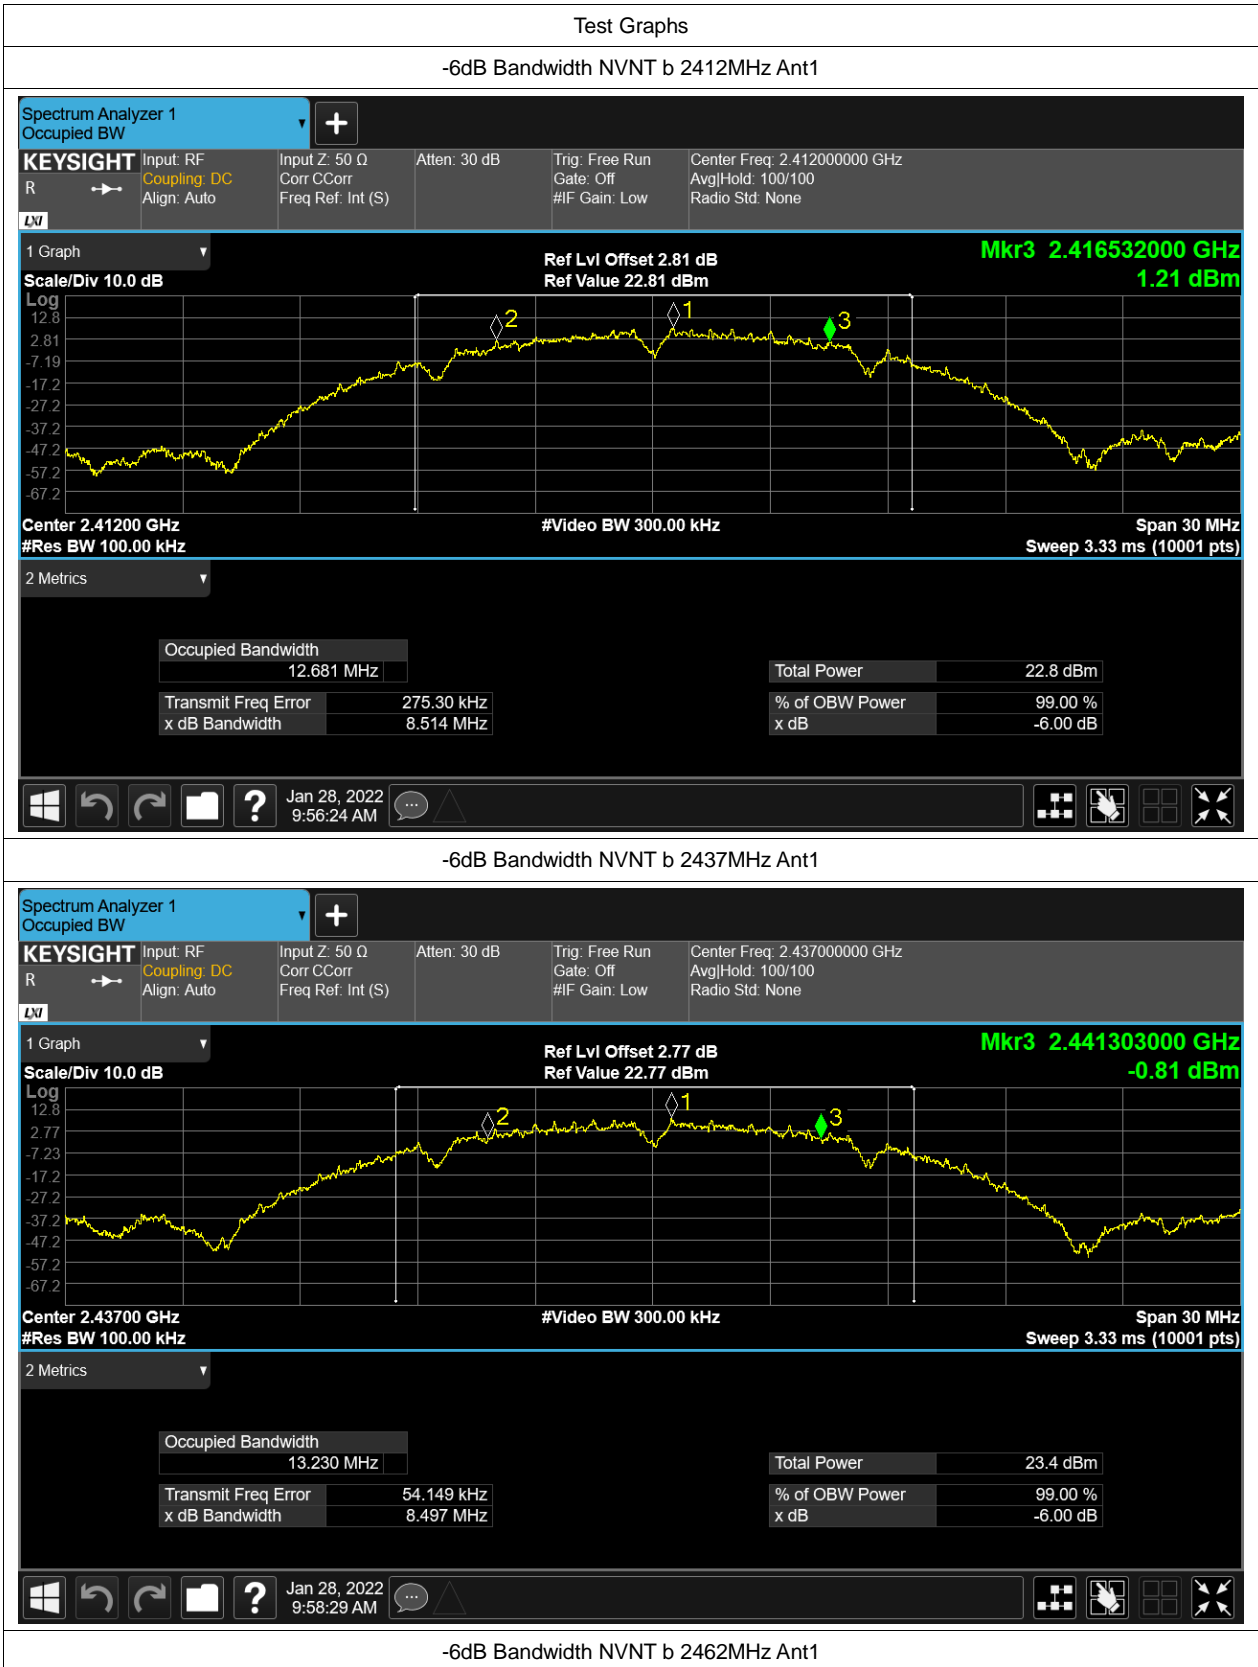 Test Graphs
-6dB Bandwidth NVNT b 2412MHz Ant1
Spectrum Analyzer 1
Occupied BW
KEYSIGHT Input: RF Input Z: 50 Ω Atten: 30 dB Trig: Free Run Center Freq: 2.412000000 GHz
R Coupling: DC Corr CCorr Gate: Off Avg|Hold: 100/100
Align: Auto Freq Ref: Int (S) #IF Gain: Low Radio Std: None
LXI
1 Graph Ref Lvl Offset 2.81 dB Mkr3 2.416532000 GHz
Scale/Div 10.0 dB Ref Value 22.81 dBm 1.21 dBm
Log
12.8
2.81
-7.19
-17.2
-27.2
-37.2
-47.2
-57.2
-67.2
2 1 3
Center 2.41200 GHz #Video BW 300.00 kHz Span 30 MHz
#Res BW 100.00 kHz Sweep 3.33 ms (10001 pts)
2 Metrics
Occupied Bandwidth
12.681 MHz Total Power 22.8 dBm
Transmit Freq Error 275.30 kHz % of OBW Power 99.00 %
x dB Bandwidth 8.514 MHz x dB -6.00 dB
? Jan 28, 2022
9:56:24 AM
-6dB Bandwidth NVNT b 2437MHz Ant1
Spectrum Analyzer 1
Occupied BW
KEYSIGHT Input: RF Input Z: 50 Ω Atten: 30 dB Trig: Free Run Center Freq: 2.437000000 GHz
R Coupling: DC Corr CCorr Gate: Off Avg|Hold: 100/100
Align: Auto Freq Ref: Int (S) #IF Gain: Low Radio Std: None
LXI
1 Graph Ref Lvl Offset 2.77 dB Mkr3 2.441303000 GHz
Scale/Div 10.0 dB Ref Value 22.77 dBm -0.81 dBm
Log
12.8
2.77
-7.23
-17.2
-27.2
-37.2
-47.2
-57.2
-67.2
2 1 3
Center 2.43700 GHz #Video BW 300.00 kHz Span 30 MHz
#Res BW 100.00 kHz Sweep 3.33 ms (10001 pts)
2 Metrics
Occupied Bandwidth
13.230 MHz Total Power 23.4 dBm
Transmit Freq Error 54.149 kHz % of OBW Power 99.00 %
x dB Bandwidth 8.497 MHz x dB -6.00 dB
? Jan 28, 2022
9:58:29 AM
-6dB Bandwidth NVNT b 2462MHz Ant1